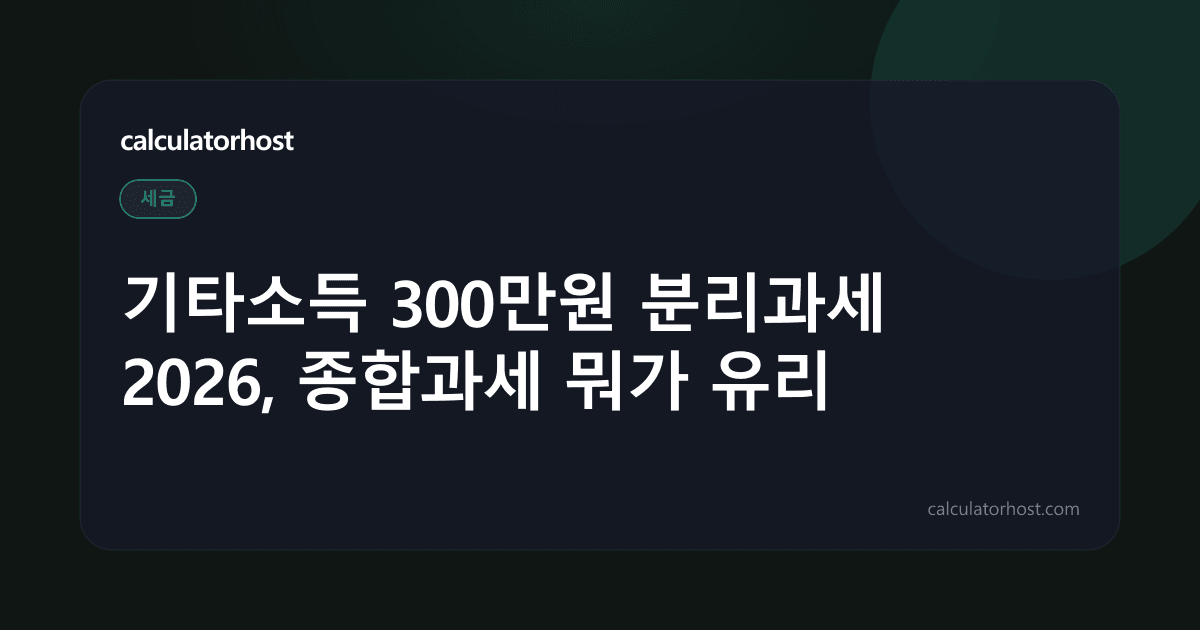 calculatorhost
세금
기타소득 300만원 분리과세
2026, 종합과세 뭐가 유리
calculatorhost.com